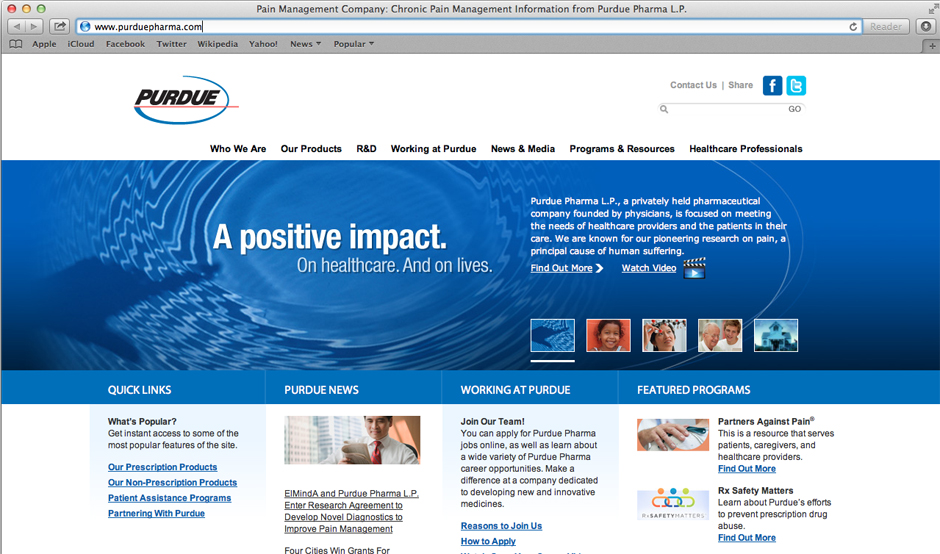 Pain Management Company: Chronic Pain Management Information from Purdue Pharma L.P.
www.purduepharma.com
Reader
Apple iCloud Facebook Twitter Wikipedia Yahoo! News Popular
PURDUE
Contact Us | Share
GO
Who We Are Our Products R&D Working at Purdue News & Media Programs & Resources Healthcare Professionals
A positive impact.
On healthcare. And on lives.
Purdue Pharma L.P., a privately held pharmaceutical
company founded by physicians, is focused on meeting
the needs of healthcare providers and the patients in their
care. We are known for our pioneering research on pain, a
principal cause of human suffering.
Find Out More Watch Video
QUICK LINKS
What's Popular?
Get instant access to some of the
most popular features of the site.
Our Prescription Products
Our Non-Prescription Products
Patient Assistance Programs
Partnering With Purdue
PURDUE NEWS
ElMindA and Purdue Pharma L.P.
Enter Research Agreement to
Develop Novel Diagnostics to
Improve Pain Management
Four Cities Win Grants For
WORKING AT PURDUE
Join Our Team!
You can apply for Purdue Pharma
jobs online, as well as learn about
a wide variety of Purdue Pharma
career opportunities. Make a
difference at a company dedicated
to developing new and innovative
medicines.
Reasons to Join Us
How to Apply
FEATURED PROGRAMS
Partners Against Pain®
This is a resource that serves
patients, caregivers, and
healthcare providers.
Find Out More
RxSAFETYMATTERS
Rx Safety Matters
Learn about Purdue's efforts
to prevent prescription drug
abuse.
Find Out More